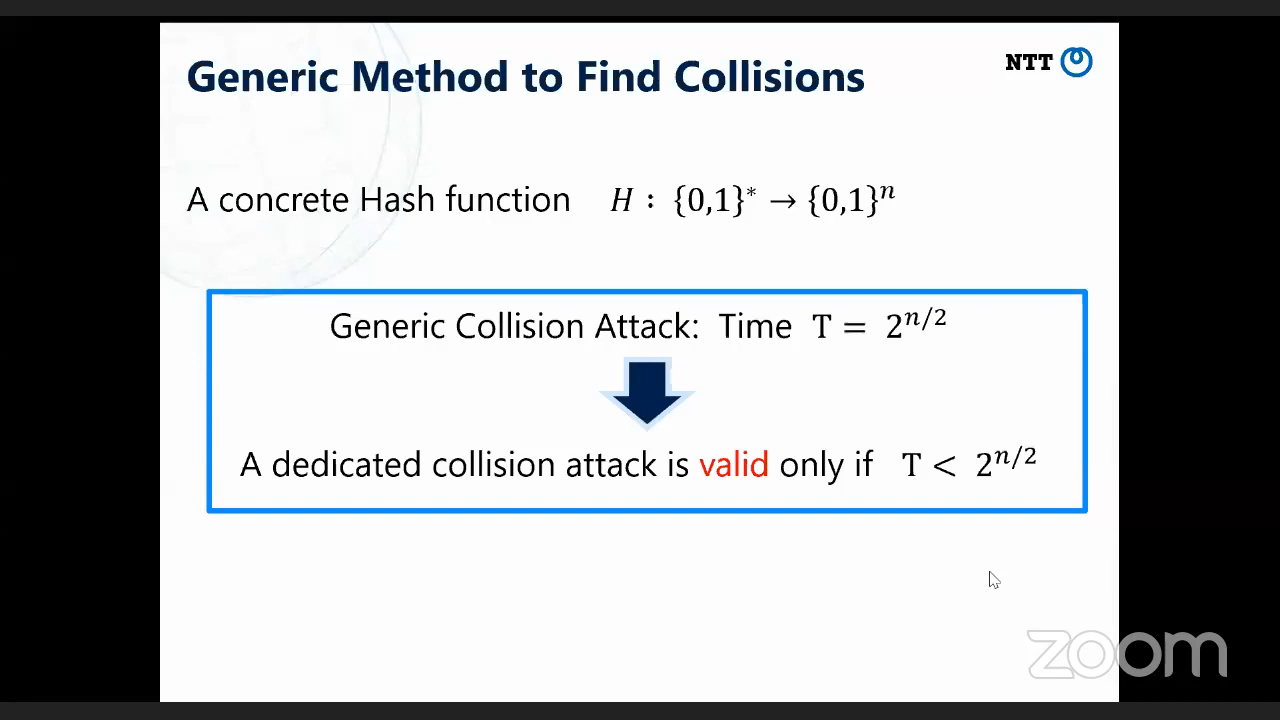 Generic Method to Find Collisions
NTT
A concrete Hash function H : {0,1}* → {0,1}ⁿ
Generic Collision Attack: Time T = 2^{n/2}
A dedicated collision attack is valid only if T < 2^{n/2}
zoom